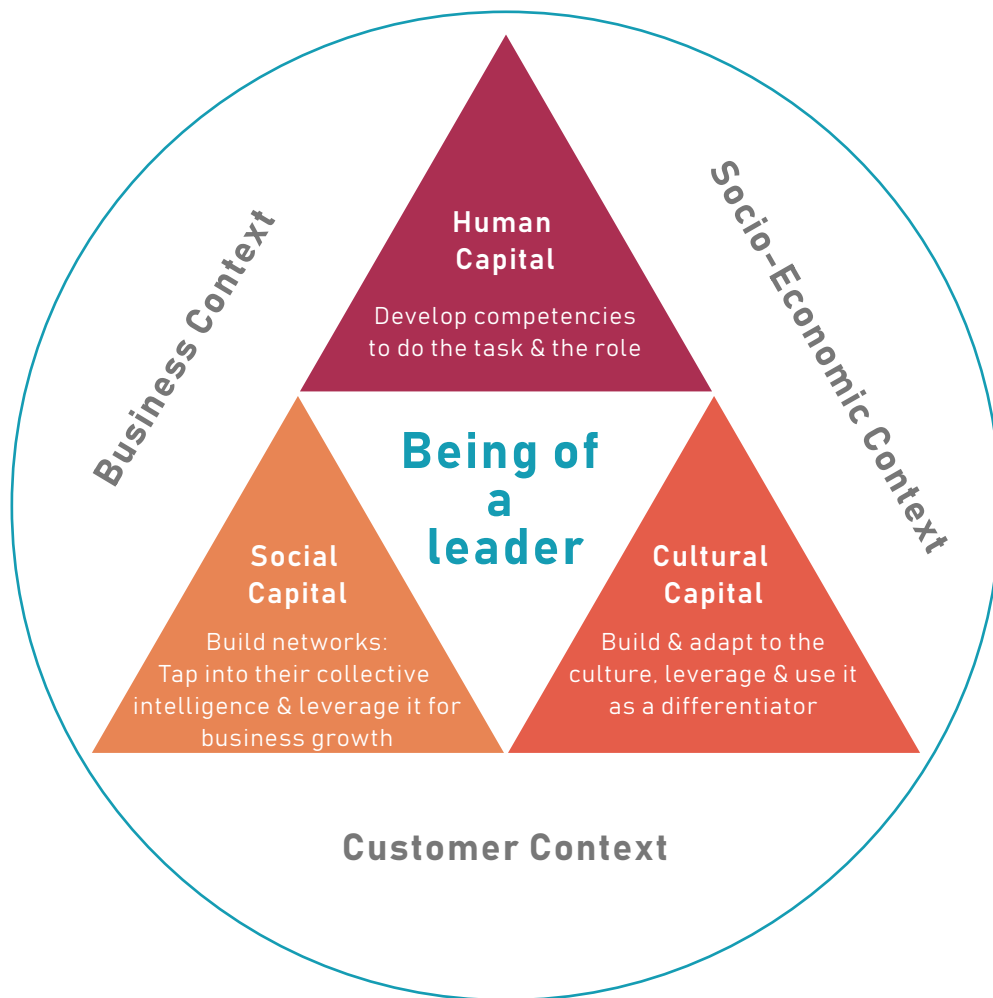 Human
Capital
Develop competencies
to do the task & the role
Business Context
Socio-Economic Context
Being of
a
leader
Social
Capital
Build networks:
Tap into their collective
intelligence & leverage it for
business growth
Cultural
Capital
Build & adapt to the
culture, leverage & use it
as a differentiator
Customer Context